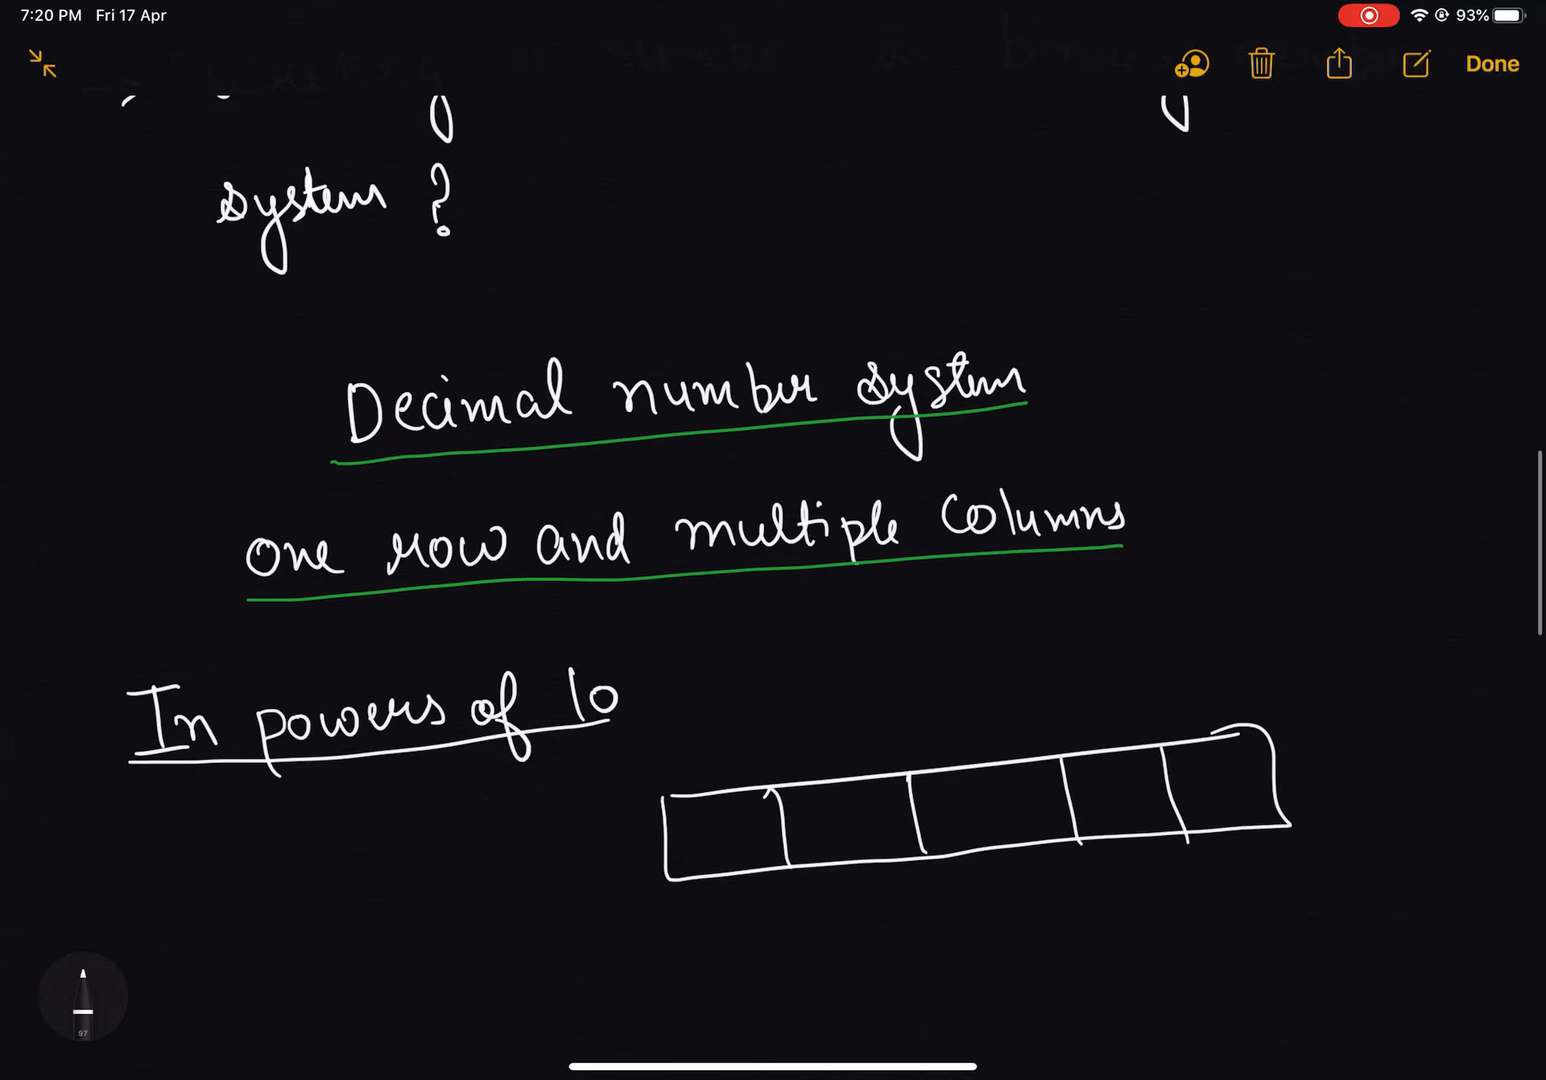 7:20 PM Fri 17 Apr
93%
Done
system ?
Decimal number system
one row and multiple columns
In powers of 10
97